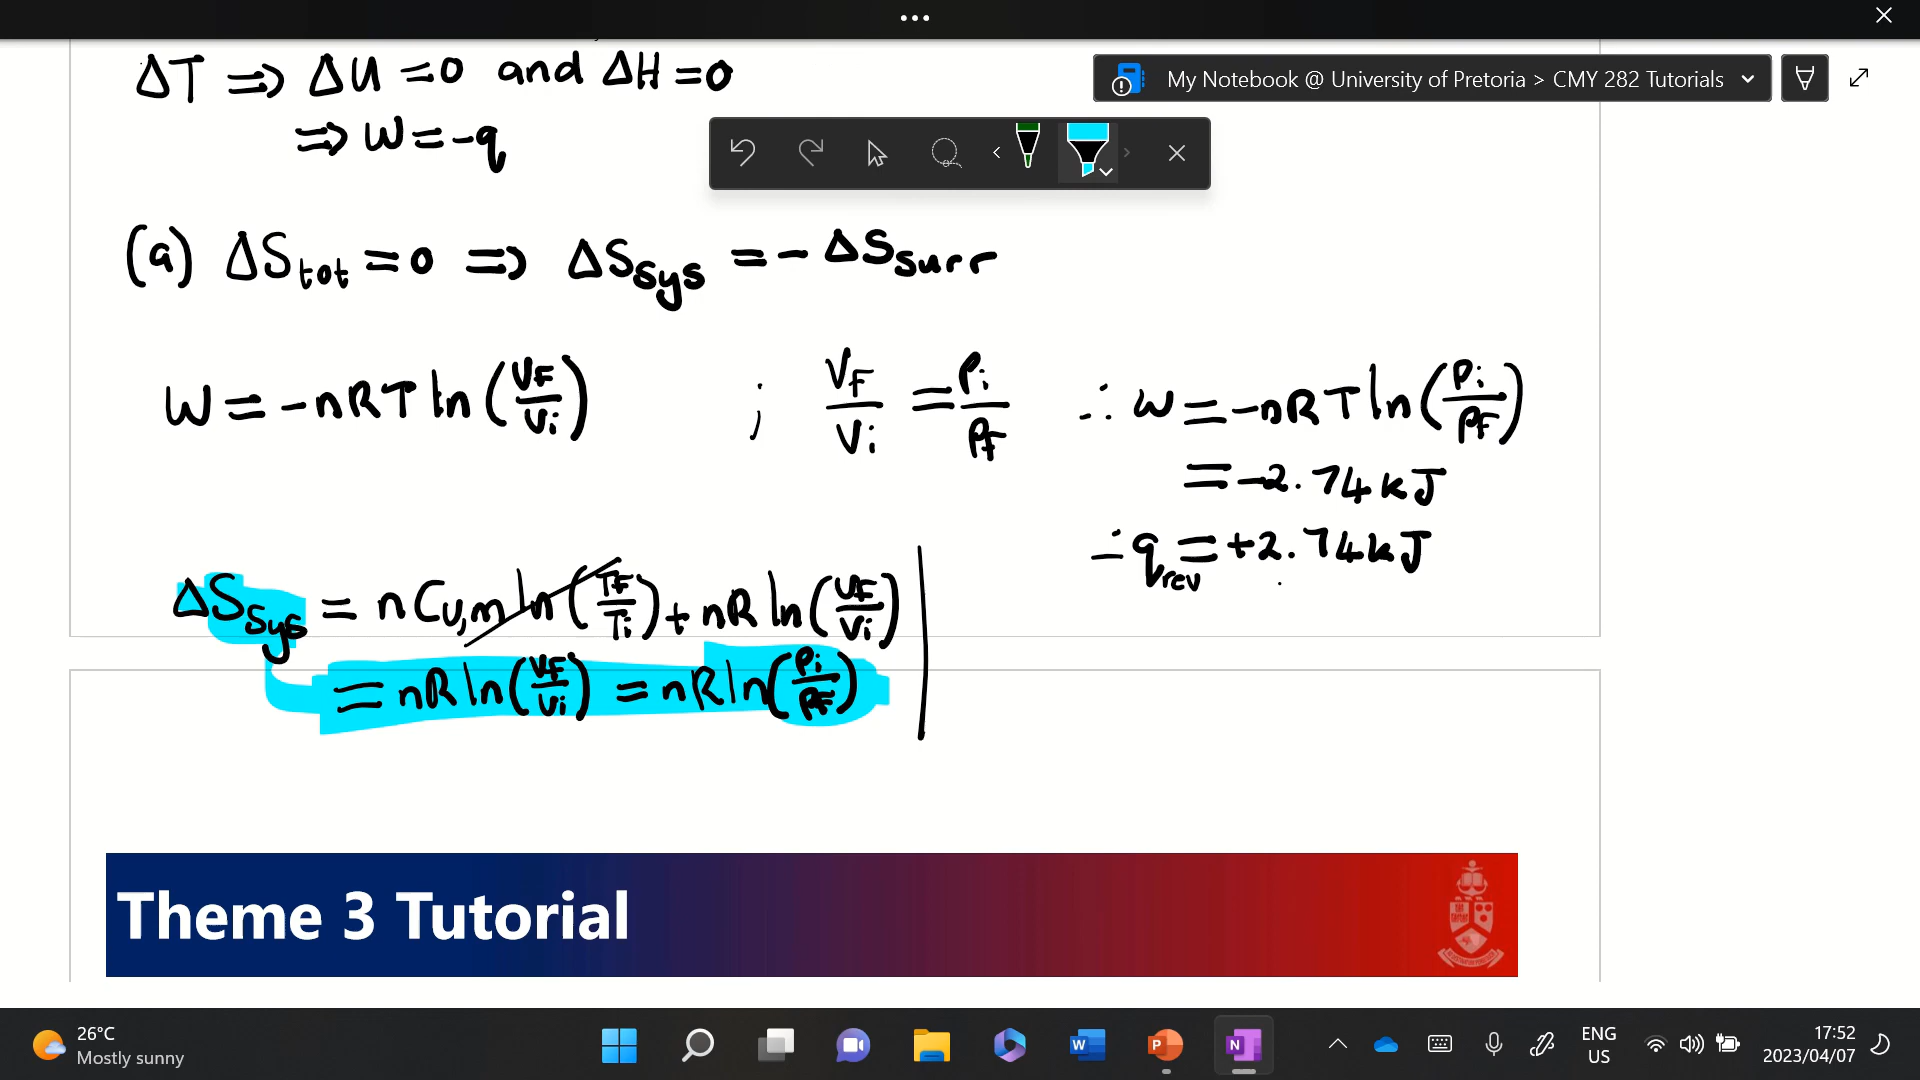 ΔT ⇒ ΔU = 0 and ΔH = 0
My Notebook @ University of Pretoria > CMY 282 Tutorials
⇒ w = -q
(a) ΔS_tot = 0 ⇒ ΔS_sys = - ΔS_surr
w = -nRT ln(V_F/V_i) ; V_F/V_i = P_i/P_F ∴ w = -nRT ln(P_i/P_F)
= -2.74 kJ
∴ q_rev = +2.74 kJ
ΔS_sys = nC_V,m ln(T_F/T_i) + nR ln(V_F/V_i)
= nR ln(V_F/V_i) = nR ln(P_i/P_F)
Theme 3 Tutorial
26°C
Mostly sunny
ENG
US
17:52
2023/04/07